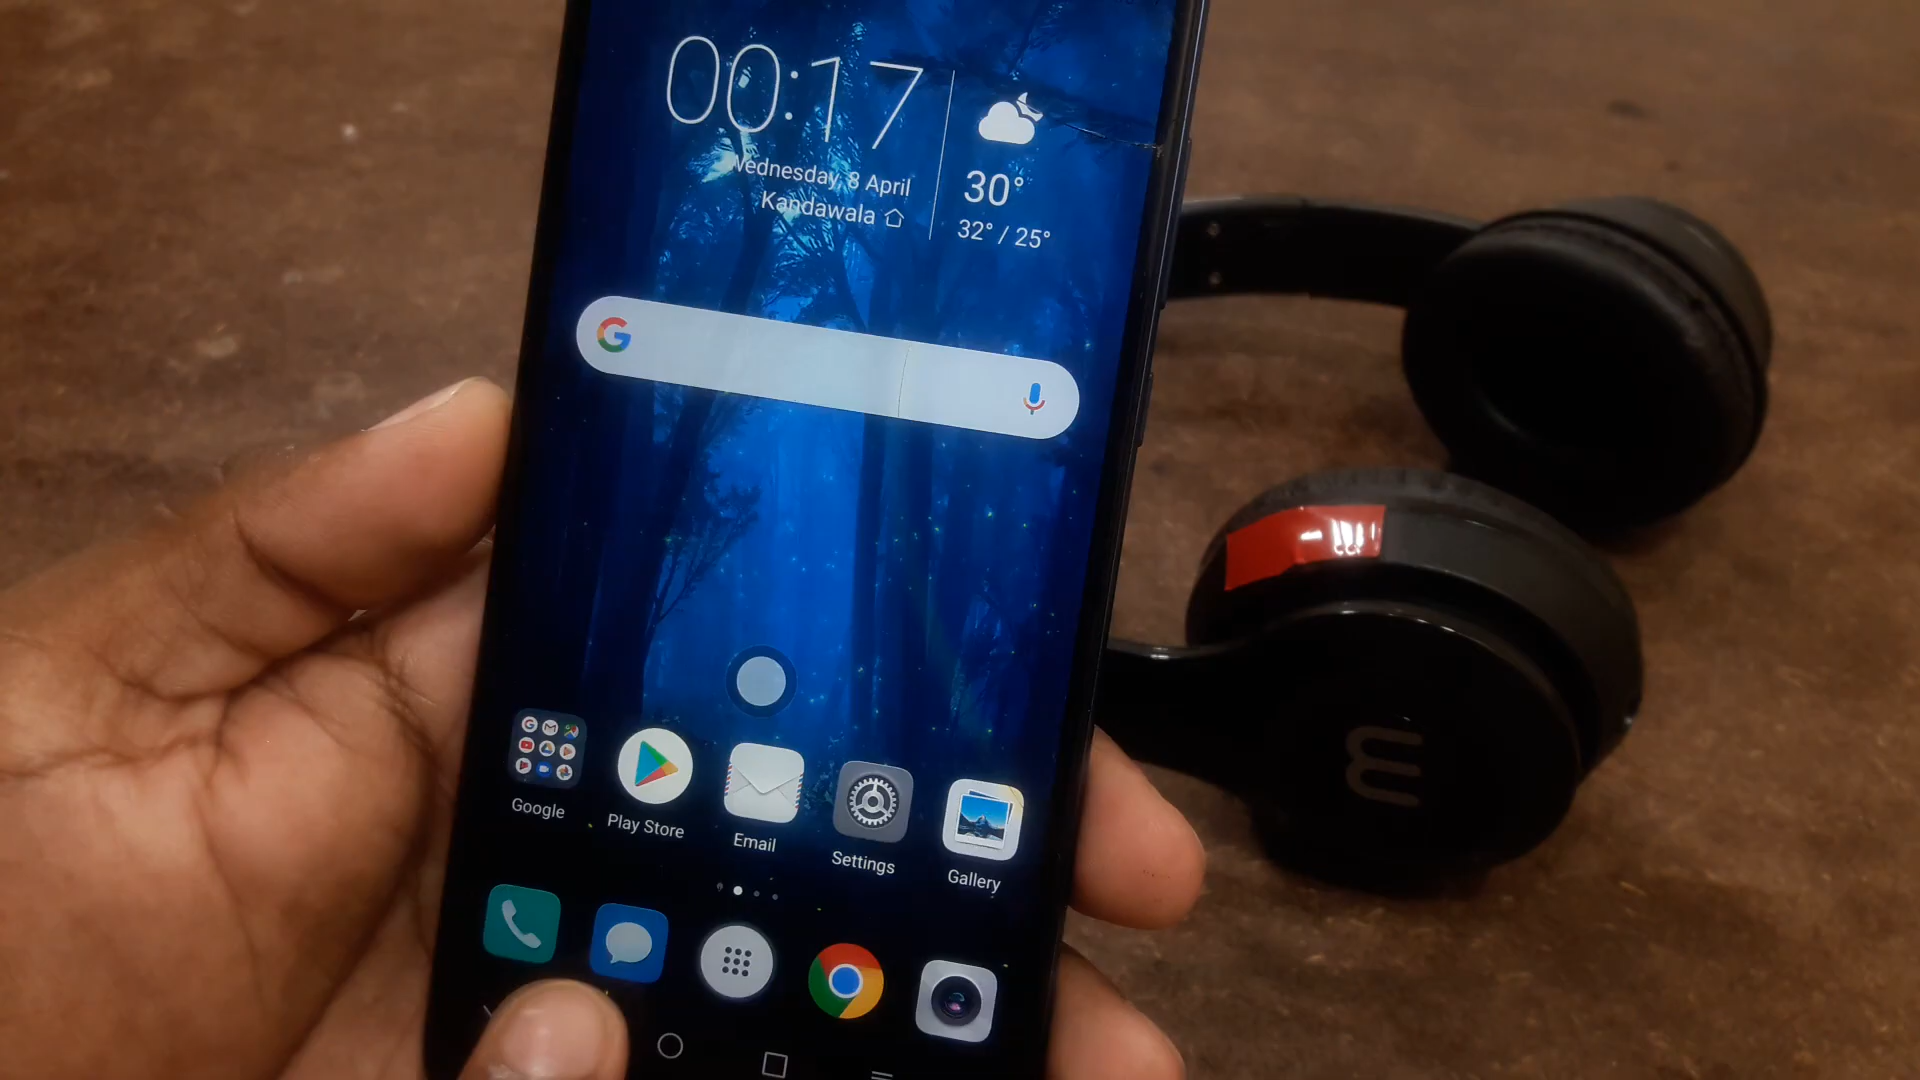 00:17
Wednesday, 8 April
Kandawala
30°
32° / 25°
G
Google
Play Store
Email
Settings
Gallery
m